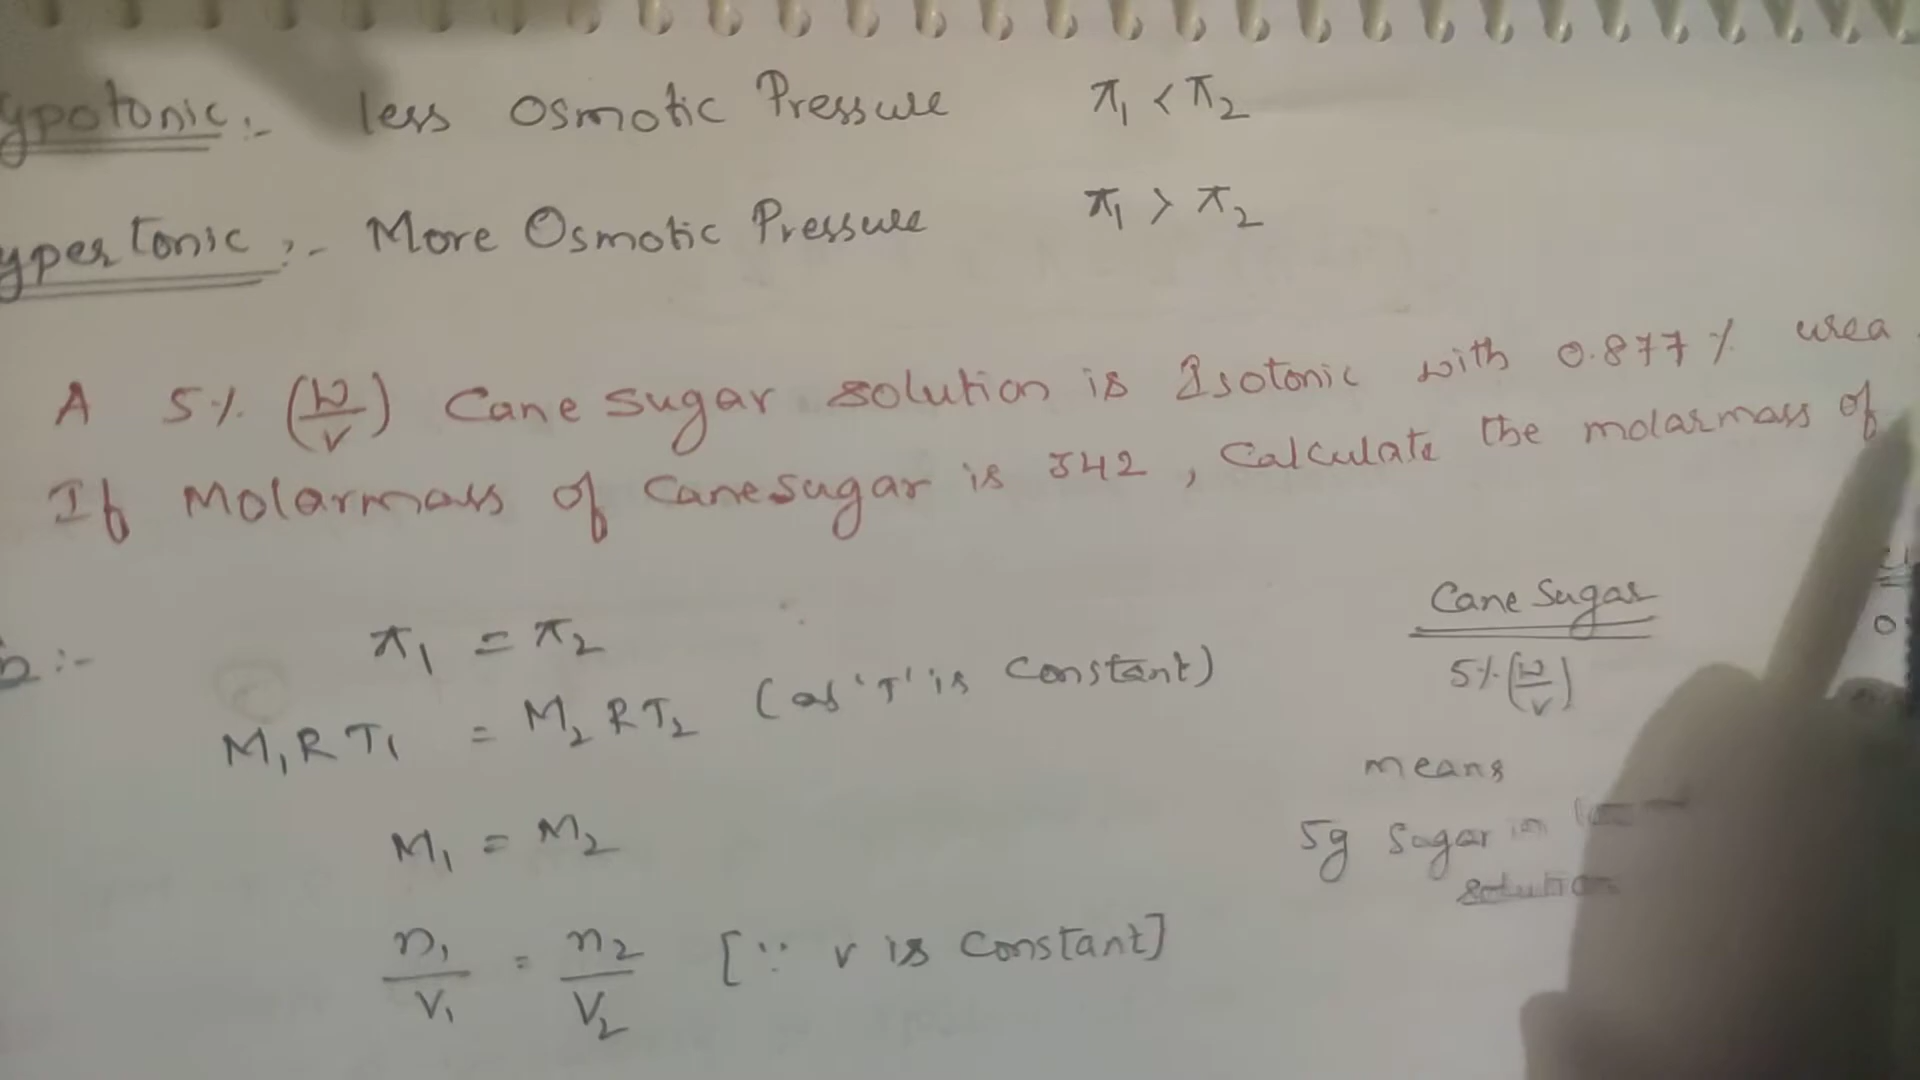 ypotonic :- less Osmotic Pressure π₁ < π₂
ypertonic :- More Osmotic Pressure π₁ > π₂
A 5% (W/V) Cane sugar solution is Isotonic with 0.877% urea
If Molarmass of Canesugar is 342, Calculate the molarmass of
π₁ = π₂
M₁RT₁ = M₂RT₂ (as 'T' is Constant)
M₁ = M₂
n₁/V₁ = n₂/V₂ [∵ V is Constant]
Cane Sugar
5% (W/V)
means
5g Sugar in
solution